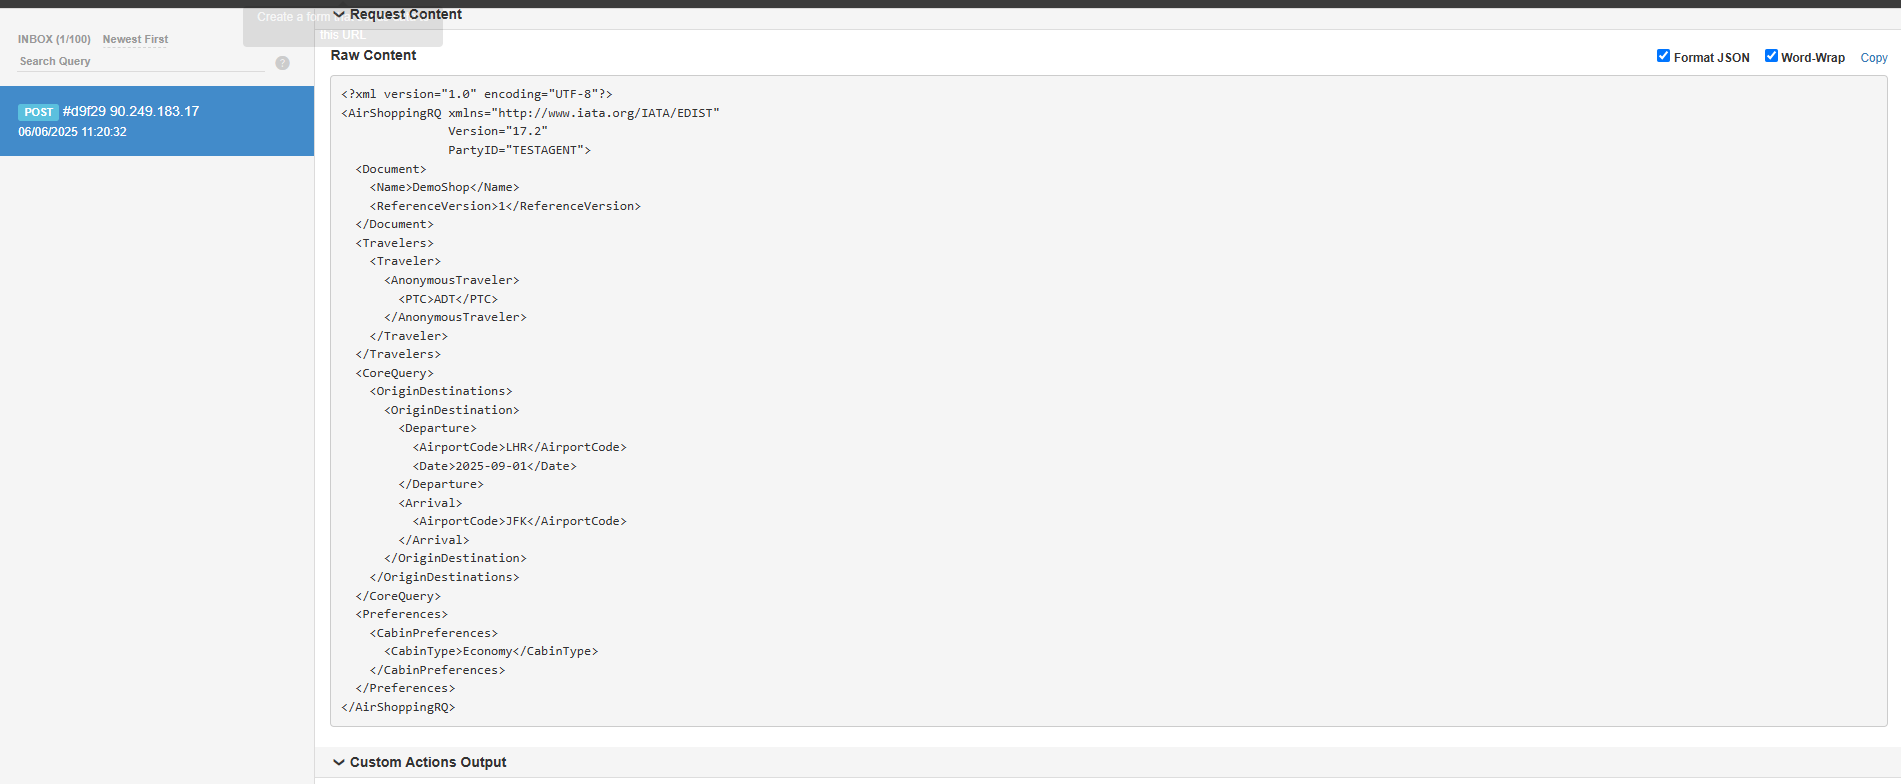 Create a form th
this URL
INBOX (1/100) Newest First
Search Query
?
POST #d9f29 90.249.183.17
06/06/2025 11:20:32
Request Content
Raw Content
Format JSON Word-Wrap Copy
<?xml version="1.0" encoding="UTF-8"?>
<AirShoppingRQ xmlns="http://www.iata.org/IATA/EDIST"
               Version="17.2"
               PartyID="TESTAGENT">
  <Document>
    <Name>DemoShop</Name>
    <ReferenceVersion>1</ReferenceVersion>
  </Document>
  <Travelers>
    <Traveler>
      <AnonymousTraveler>
        <PTC>ADT</PTC>
      </AnonymousTraveler>
    </Traveler>
  </Travelers>
  <CoreQuery>
    <OriginDestinations>
      <OriginDestination>
        <Departure>
          <AirportCode>LHR</AirportCode>
          <Date>2025-09-01</Date>
        </Departure>
        <Arrival>
          <AirportCode>JFK</AirportCode>
        </Arrival>
      </OriginDestination>
    </OriginDestinations>
  </CoreQuery>
  <Preferences>
    <CabinPreferences>
      <CabinType>Economy</CabinType>
    </CabinPreferences>
  </Preferences>
</AirShoppingRQ>
Custom Actions Output